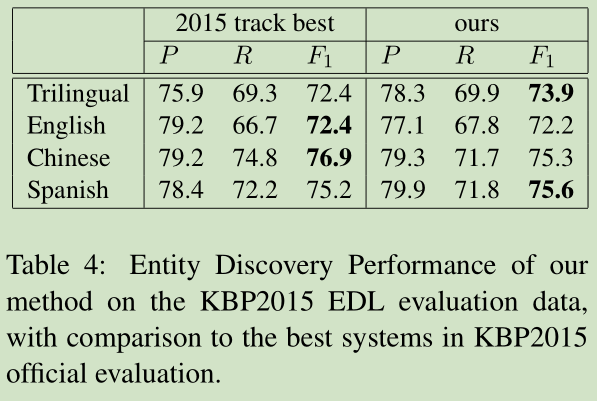 2015 track best ours
P R F1 P R F1
Trilingual 75.9 69.3 72.4 78.3 69.9 73.9
English 79.2 66.7 72.4 77.1 67.8 72.2
Chinese 79.2 74.8 76.9 79.3 71.7 75.3
Spanish 78.4 72.2 75.2 79.9 71.8 75.6
Table 4: Entity Discovery Performance of our
method on the KBP2015 EDL evaluation data,
with comparison to the best systems in KBP2015
official evaluation.